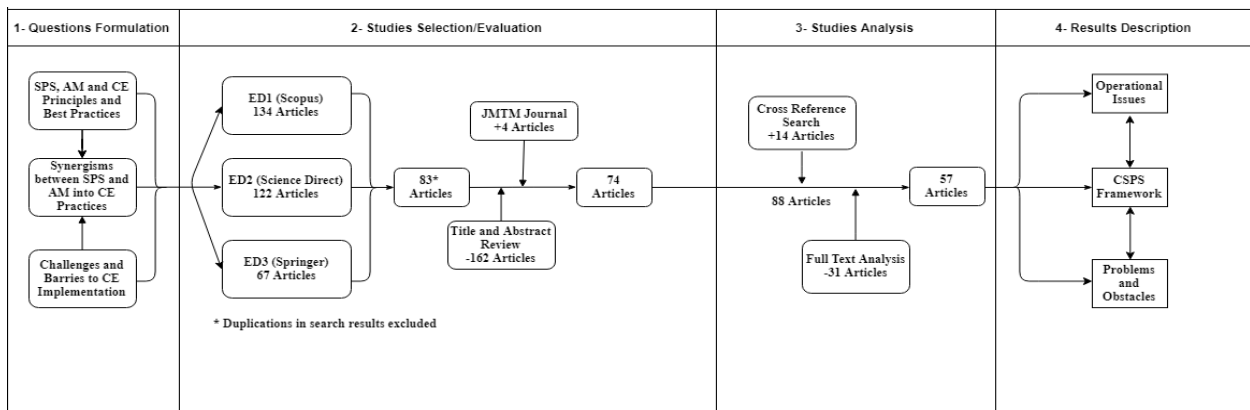 1- Questions Formulation
2- Studies Selection/Evaluation
3- Studies Analysis
4- Results Description
SPS, AM and CE
Principles and
Best Practices
Synergisms
between SPS and
AM into CE
Practices
Challenges and
Barries to CE
Implementation
ED1 (Scopus)
134 Articles
ED2 (Science Direct)
122 Articles
ED3 (Springer)
67 Articles
* Duplications in search results excluded
83*
Articles
JMTM Journal
+4 Articles
Title and Abstract
Review
-162 Articles
74
Articles
Cross Reference
Search
+14 Articles
88 Articles
Full Text Analysis
-31 Articles
57
Articles
Operational
Issues
CSPS
Framework
Problems
and
Obstacles